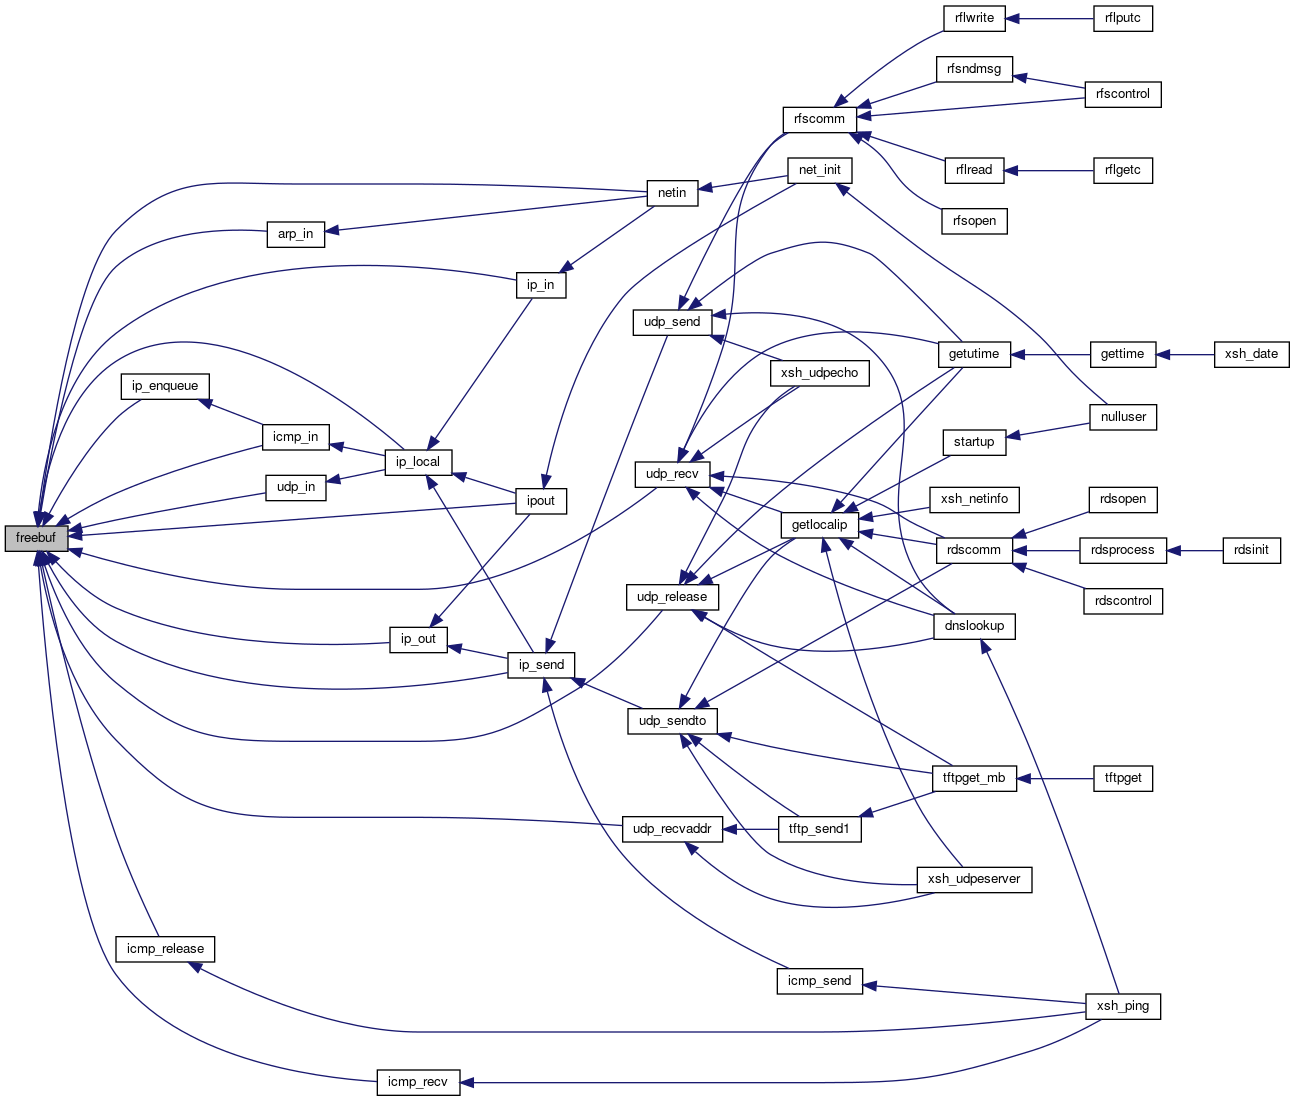 rflwrite
rflputc
rfsndmsg
rfscontrol
rfscomm
net_init
rflread
rflgetc
netin
rfsopen
arp_in
ip_in
udp_send
getutime
gettime
xsh_date
xsh_udpecho
ip_enqueue
nulluser
icmp_in
startup
ip_local
udp_recv
udp_in
ipout
xsh_netinfo
rdsopen
getlocalip
freebuf
rdscomm
rdsprocess
rdsinit
udp_release
rdscontrol
dnslookup
ip_out
ip_send
udp_sendto
tftpget_mb
tftpget
udp_recvaddr
tftp_send1
xsh_udpeserver
icmp_release
icmp_send
xsh_ping
icmp_recv